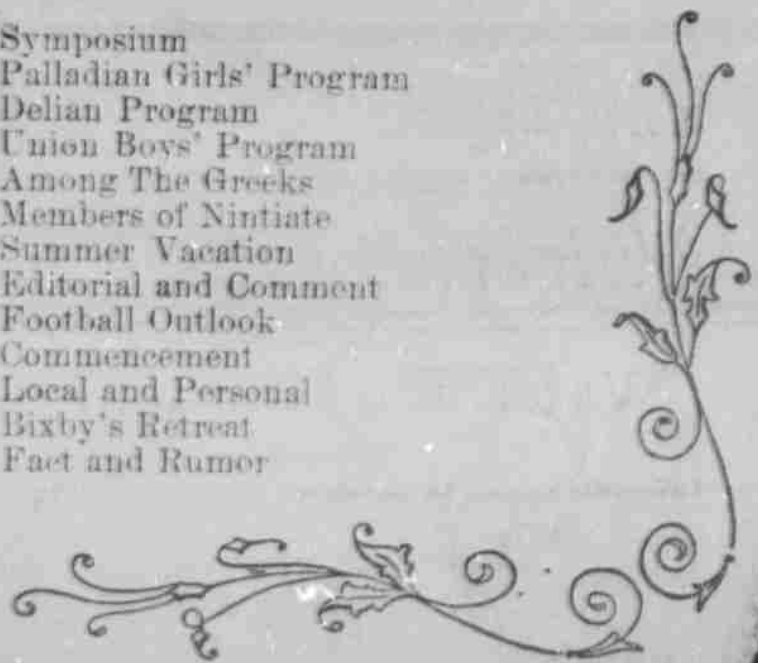 Symposium
Palladian Girls' Program
Delian Program
Union Boys' Program
Among The Greeks
Members of Nintiate
Summer Vacation
Editorial and Comment
Football Outlook
Commencement
Local and Personal
Bixby's Retreat
Fact and Rumor